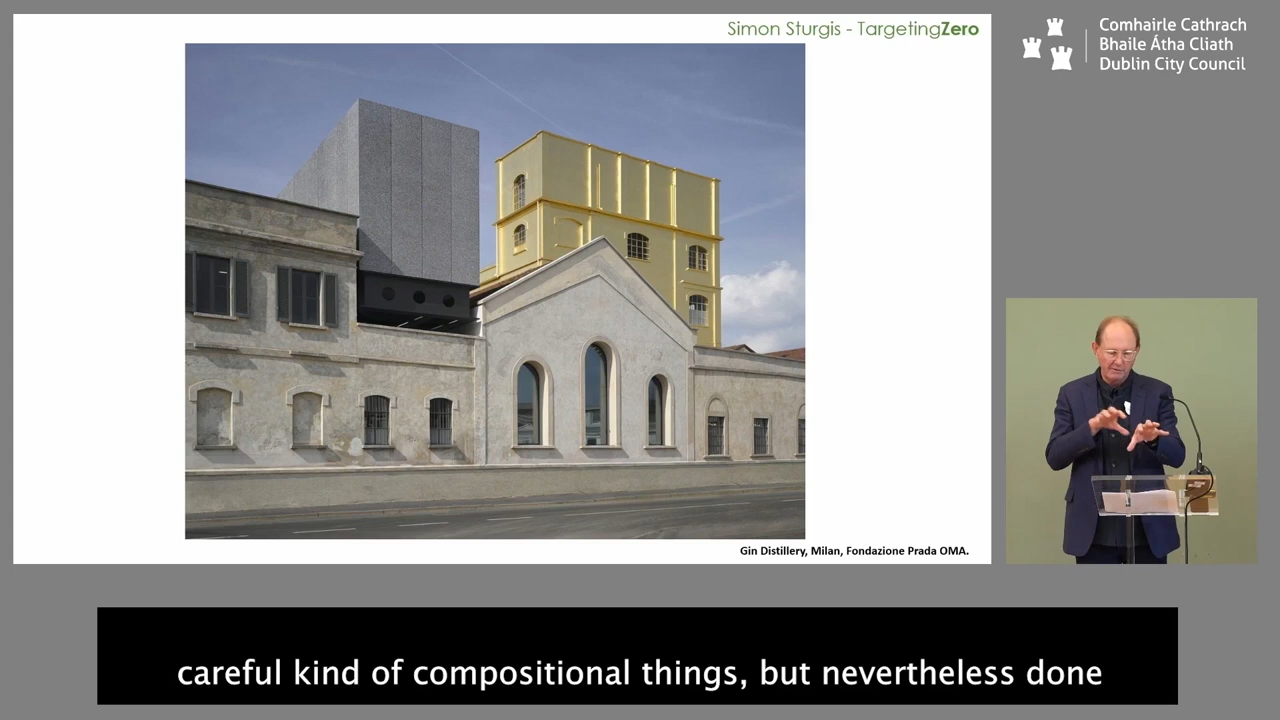 Simon Sturgis - TargetingZero
Comhairle Cathrach
Bhaile Átha Cliath
Dublin City Council
Gin Distillery, Milan, Fondazione Prada OMA.
careful kind of compositional things, but nevertheless done